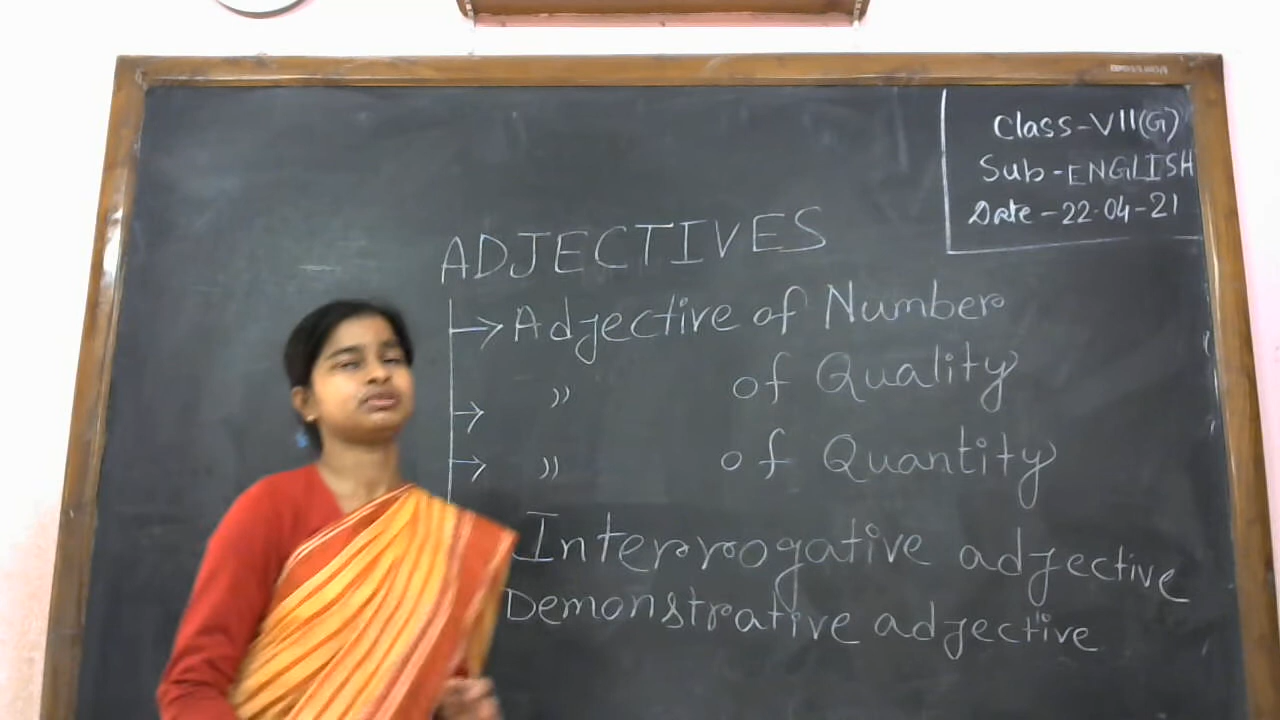 Class-VII(G)
Sub-ENGLISH
Date-22-04-21
ADJECTIVES
→ Adjective of Number
→ " of Quality
→ " of Quantity
Interrogative adjective
Demonstrative adjective